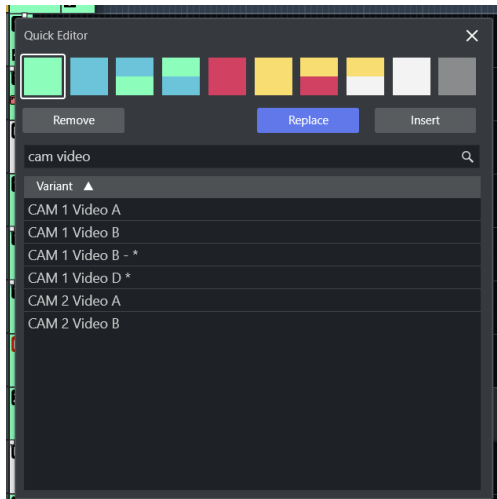 Quick Editor
Remove Replace Insert
cam video
Variant ▲
CAM 1 Video A
CAM 1 Video B
CAM 1 Video B - *
CAM 1 Video D *
CAM 2 Video A
CAM 2 Video B